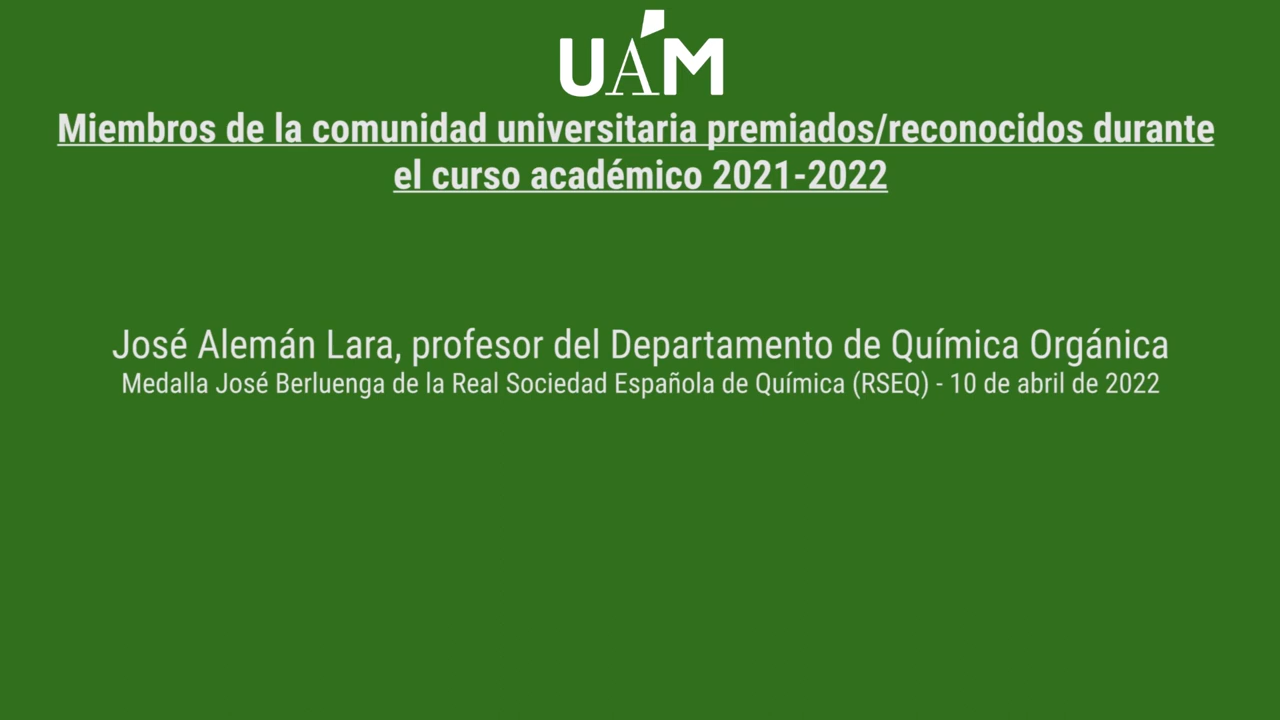 UAM
Miembros de la comunidad universitaria premiados/reconocidos durante
el curso académico 2021-2022
José Alemán Lara, profesor del Departamento de Química Orgánica
Medalla José Berluenga de la Real Sociedad Española de Química (RSEQ) - 10 de abril de 2022